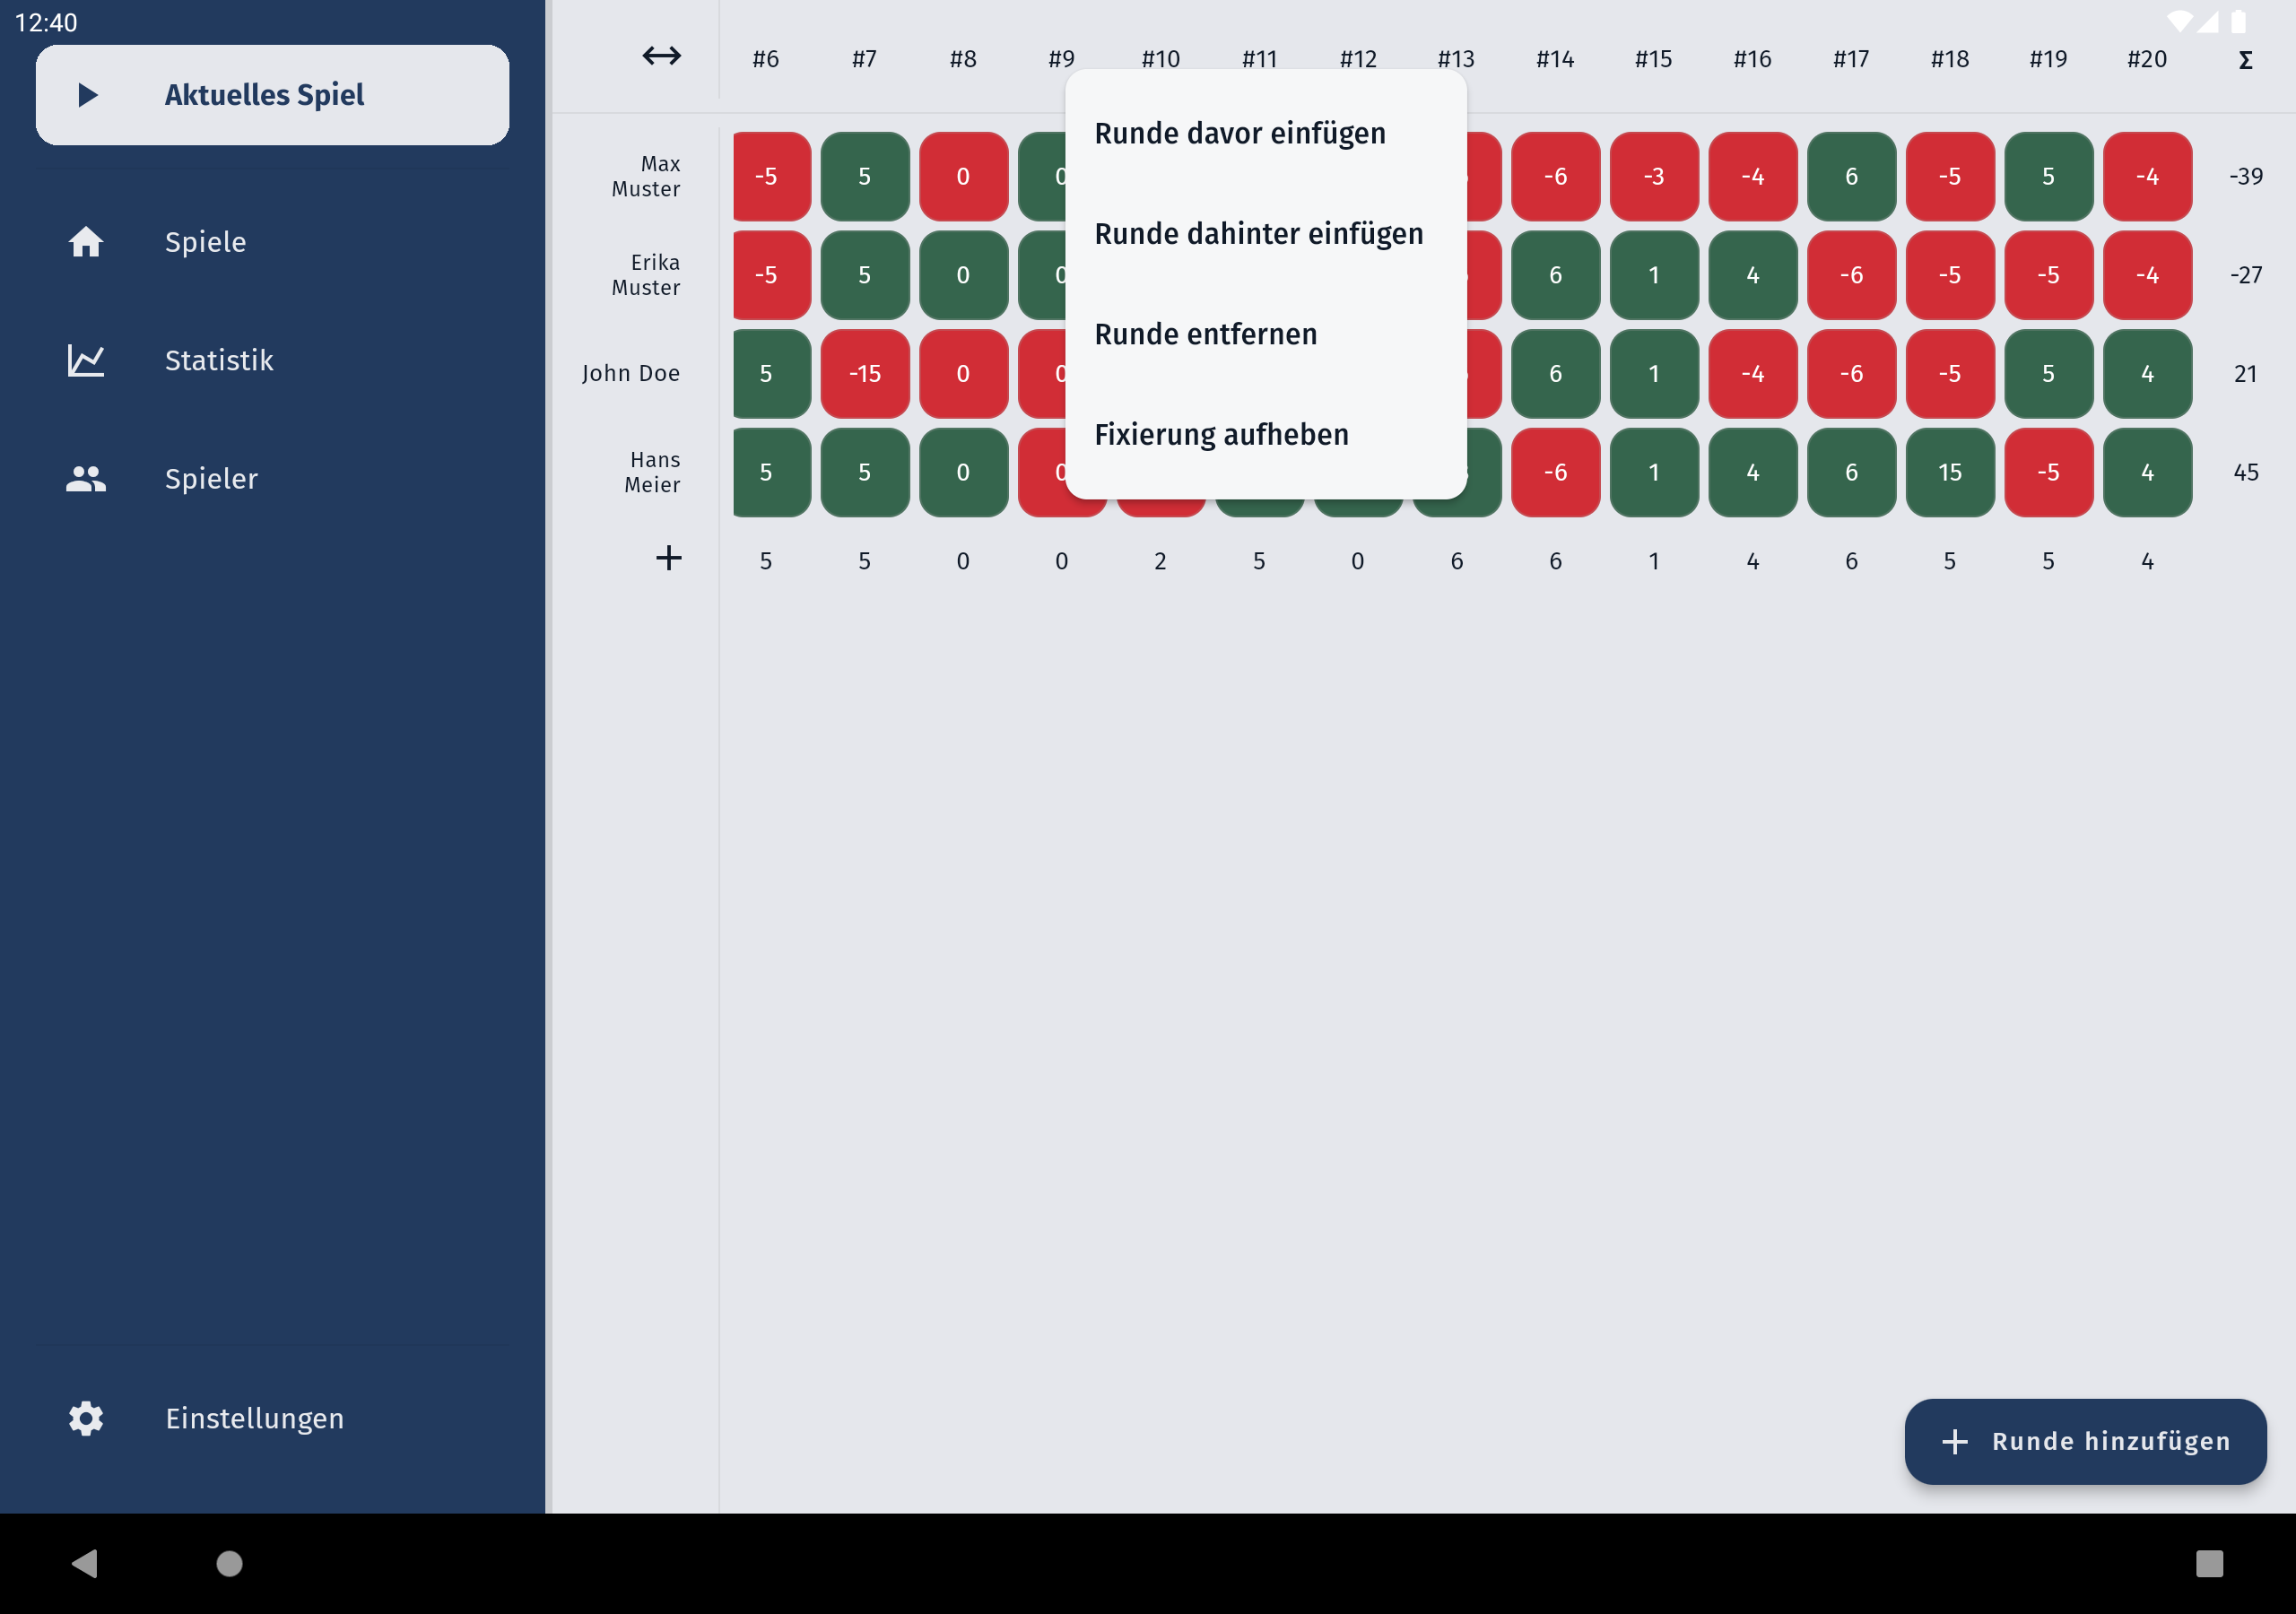 12:40
Aktuelles Spiel
Spiele
Statistik
Spieler
Einstellungen
#6 #7 #8 #9 #10 #11 #12 #13 #14 #15 #16 #17 #18 #19 #20 Σ
Runde davor einfügen
Runde dahinter einfügen
Runde entfernen
Fixierung aufheben
Max
Muster
-5 5 0 0 -6 -3 -4 6 -5 5 -4 -39
Erika
Muster
-5 5 0 0 6 1 4 -6 -5 -5 -4 -27
John Doe
5 -15 0 0 6 1 -4 -6 -5 5 4 21
Hans
Meier
5 5 0 0 -6 1 4 6 15 -5 4 45
5 5 0 0 2 5 0 6 6 1 4 6 5 5 4
Runde hinzufügen